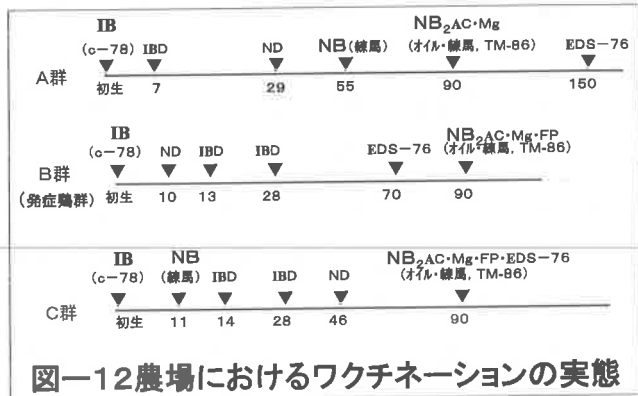 IB NB₂AC·Mg
(c-78) IBD ND NB(練馬) (オイル·練馬, TM-86) EDS-76
A群
初生 7 29 55 90 150
IB NB₂AC·Mg·FP
(c-78) ND IBD IBD EDS-76 (オイル·練馬, TM-86)
B群
(発症鶏群) 初生 10 13 28 70 90
IB NB NB₂AC·Mg·FP·EDS-76
(c-78) (練馬) IBD IBD ND (オイル·練馬, TM-86)
C群
初生 11 14 28 46 90
図ー12農場におけるワクチネーションの実態